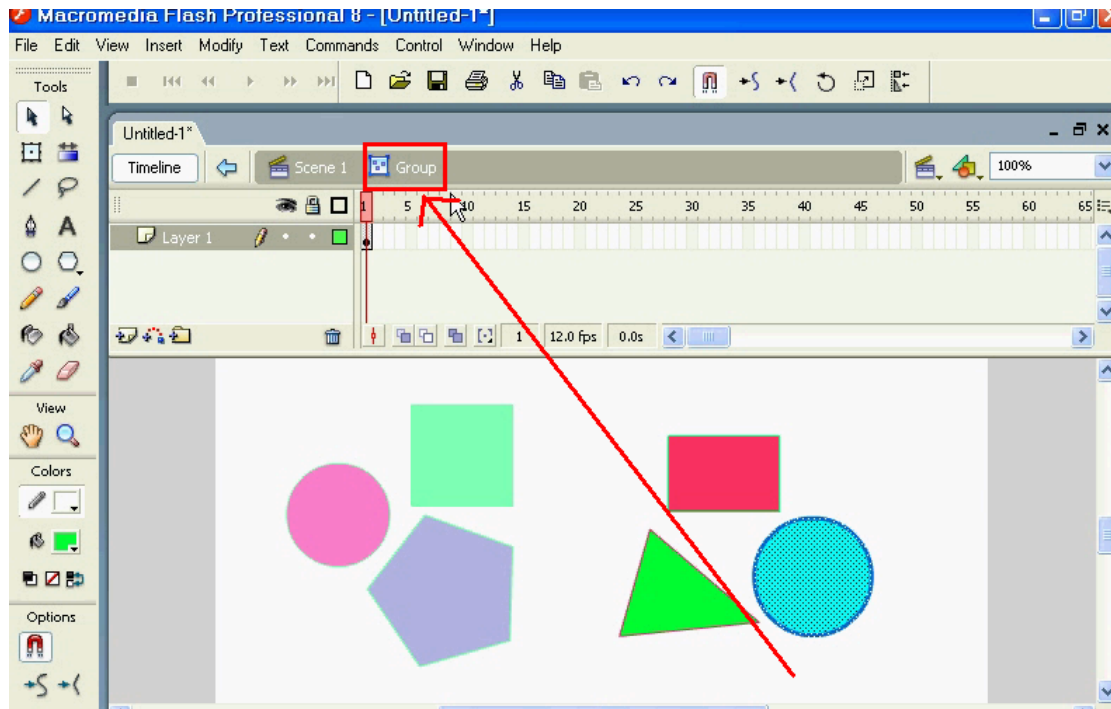 Macromedia Flash Professional 8 - [Untitled-1*]
File Edit View Insert Modify Text Commands Control Window Help
Tools
Untitled-1*
Timeline Scene 1 Group 100%
1 5 10 15 20 25 30 35 40 45 50 55 60 65
Layer 1
1 12.0 fps 0.0s
View
Colors
Options